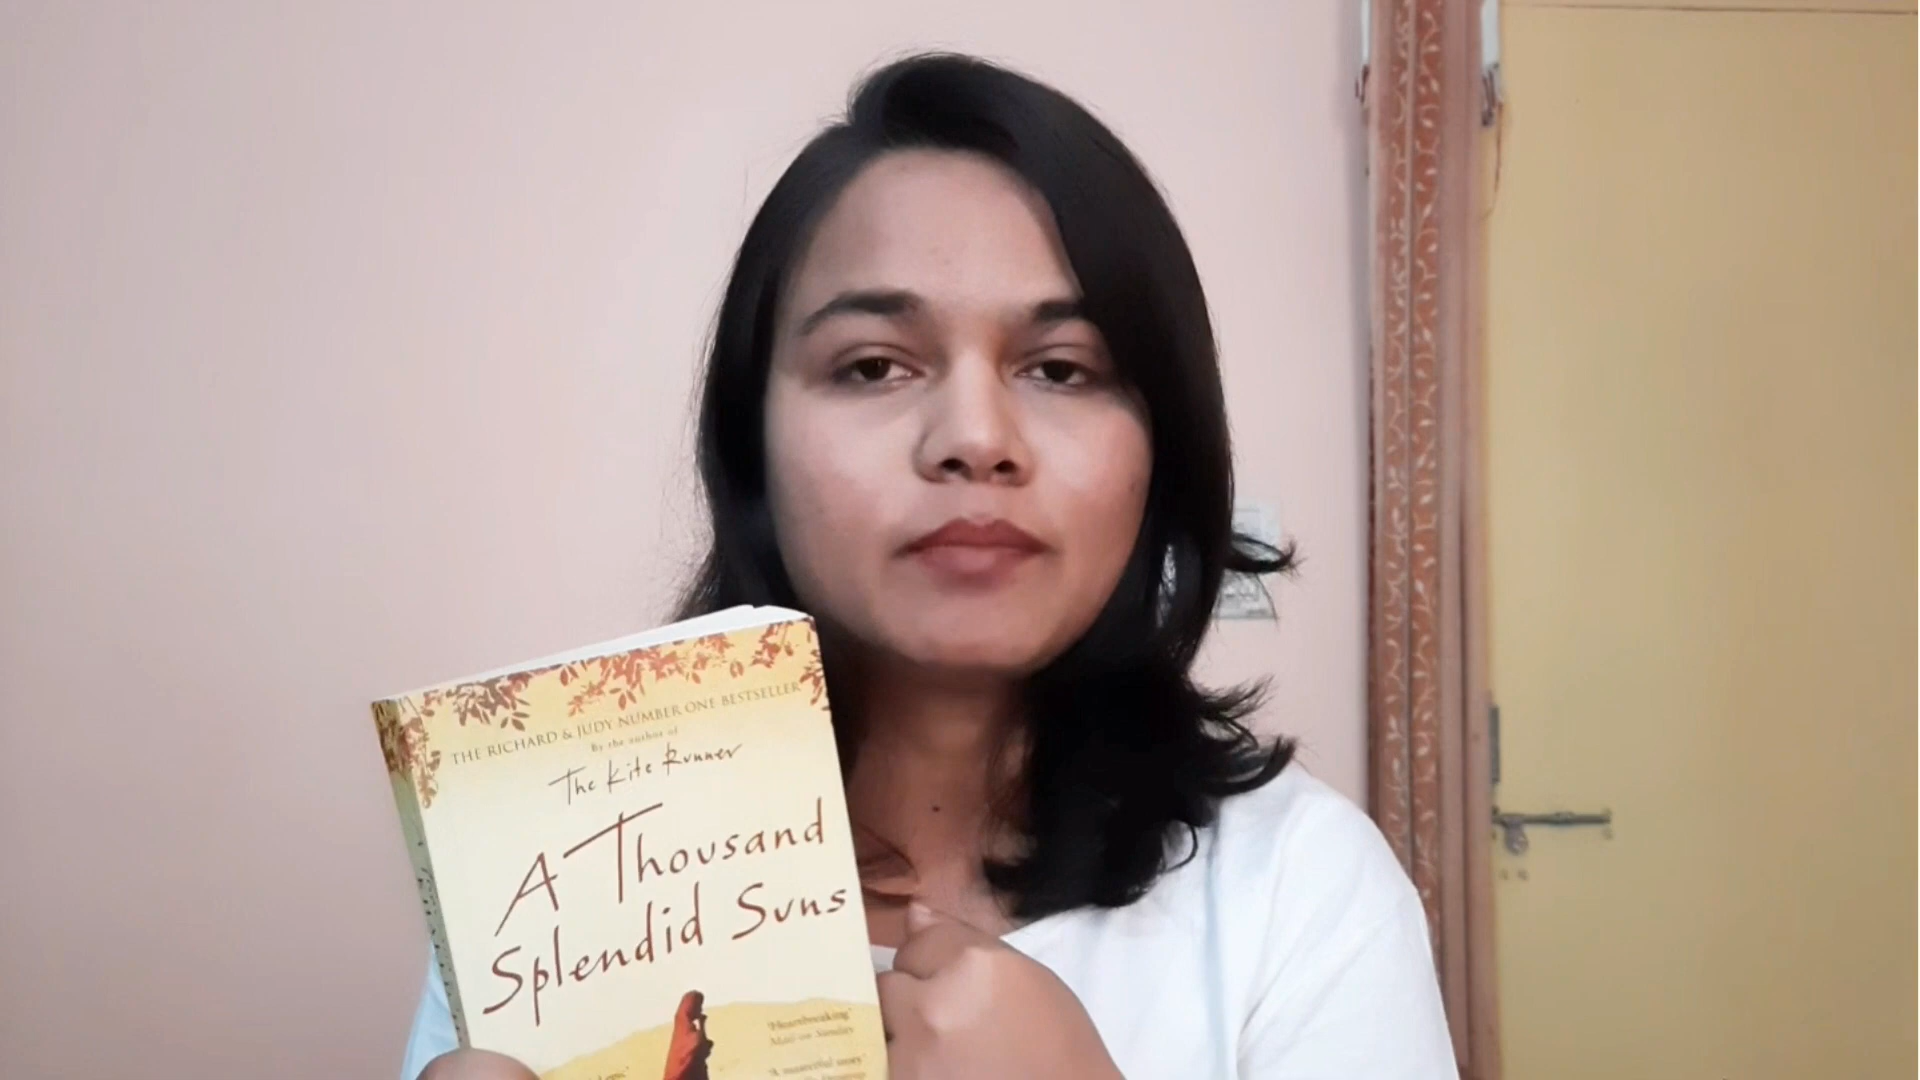 THE RICHARD & JUDY NUMBER ONE BESTSELLER
By the author of
The Kite Runner
A Thousand
Splendid Suns
'Heartbreaking'
Mail on Sunday
'A masterful story'